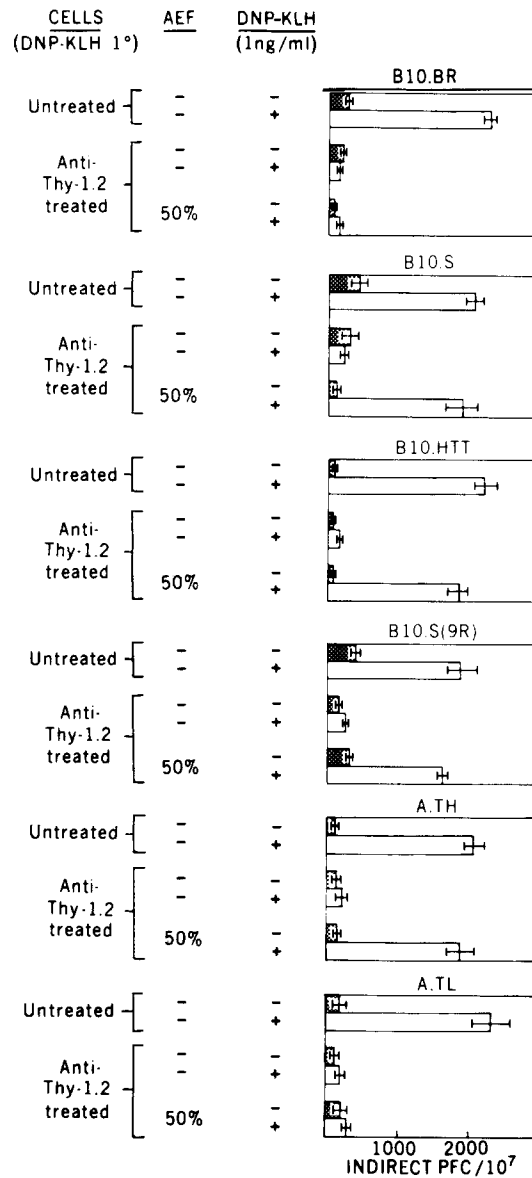 CELLS AEF DNP-KLH
(DNP-KLH 1°) (1ng/ml)
B10.BR
Untreated - -
- +
Anti-Thy-1.2 treated - -
- +
50% -
+
B10.S
Untreated - -
- +
Anti-Thy-1.2 treated - -
- +
50% -
+
B10.HTT
Untreated - -
- +
Anti-Thy-1.2 treated - -
- +
50% -
+
B10.S(9R)
Untreated - -
- +
Anti-Thy-1.2 treated - -
- +
50% -
+
A.TH
Untreated - -
- +
Anti-Thy-1.2 treated - -
- +
50% -
+
A.TL
Untreated - -
- +
Anti-Thy-1.2 treated - -
- +
50% -
+
1000 2000
INDIRECT PFC/10⁷